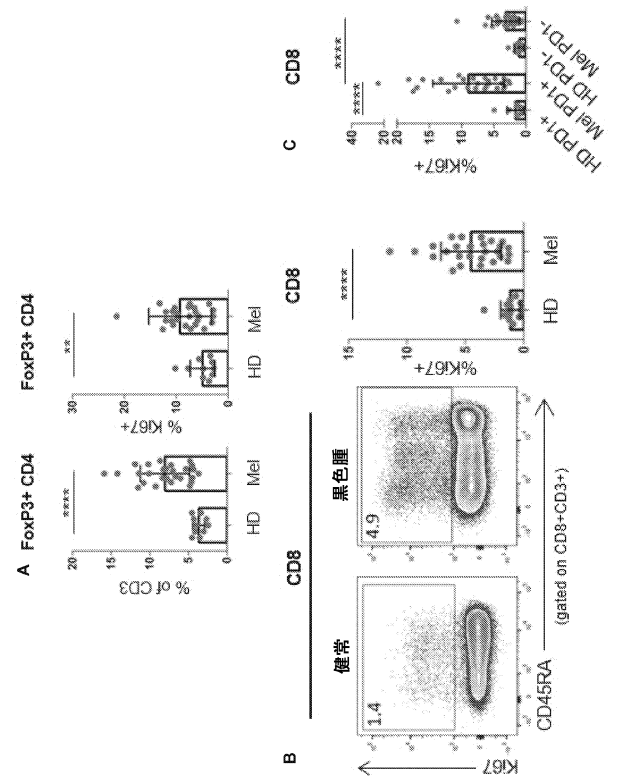 A
FoxP3+ CD4
****
% of CD3
20
15
10
5
0
HD Mel
FoxP3+ CD4
**
% Ki67+
30
20
10
0
HD Mel
B
CD8
健常
1.4
黒色腫
4.9
Ki67
CD45RA
(gated on CD8+CD3+)
CD8
****
%Ki67+
15
10
5
0
HD Mel
C
CD8
****
****
%Ki67+
40
20
20
15
10
5
0
HD PD1+
Mel PD1+
HD PD1-
Mel PD1-